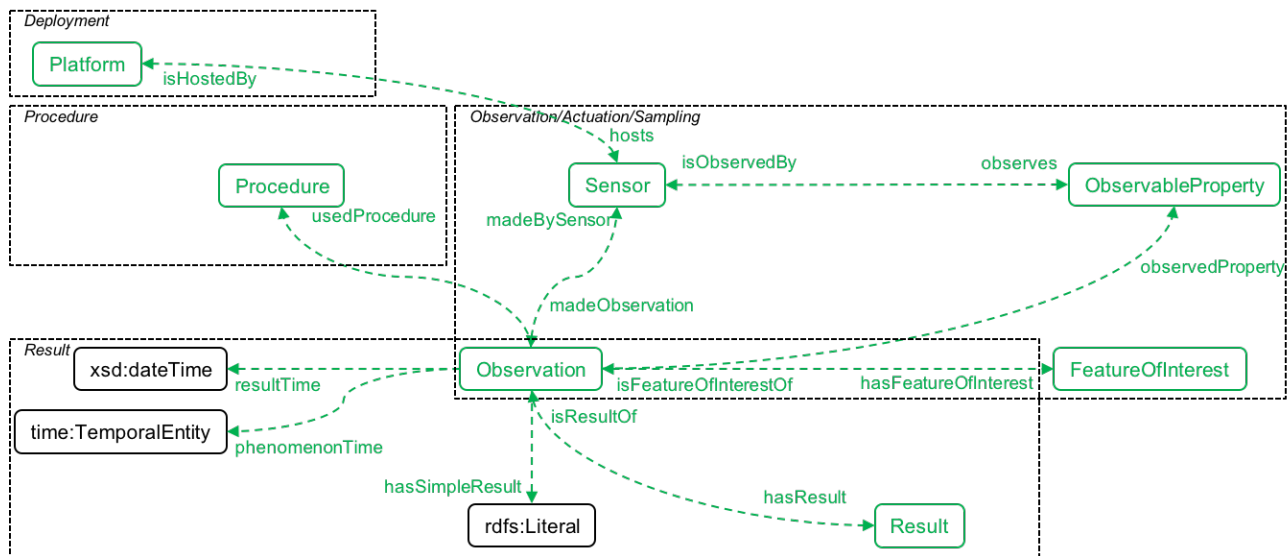 Deployment
Platform
isHostedBy
Procedure
Observation/Actuation/Sampling
hosts
isObservedBy
observes
Procedure
Sensor
ObservableProperty
usedProcedure
madeBySensor
observedProperty
madeObservation
Result
xsd:dateTime
Observation
FeatureOfInterest
resultTime
isFeatureOfInterestOf
hasFeatureOfInterest
isResultOf
time:TemporalEntity
phenomenonTime
hasSimpleResult
hasResult
rdfs:Literal
Result